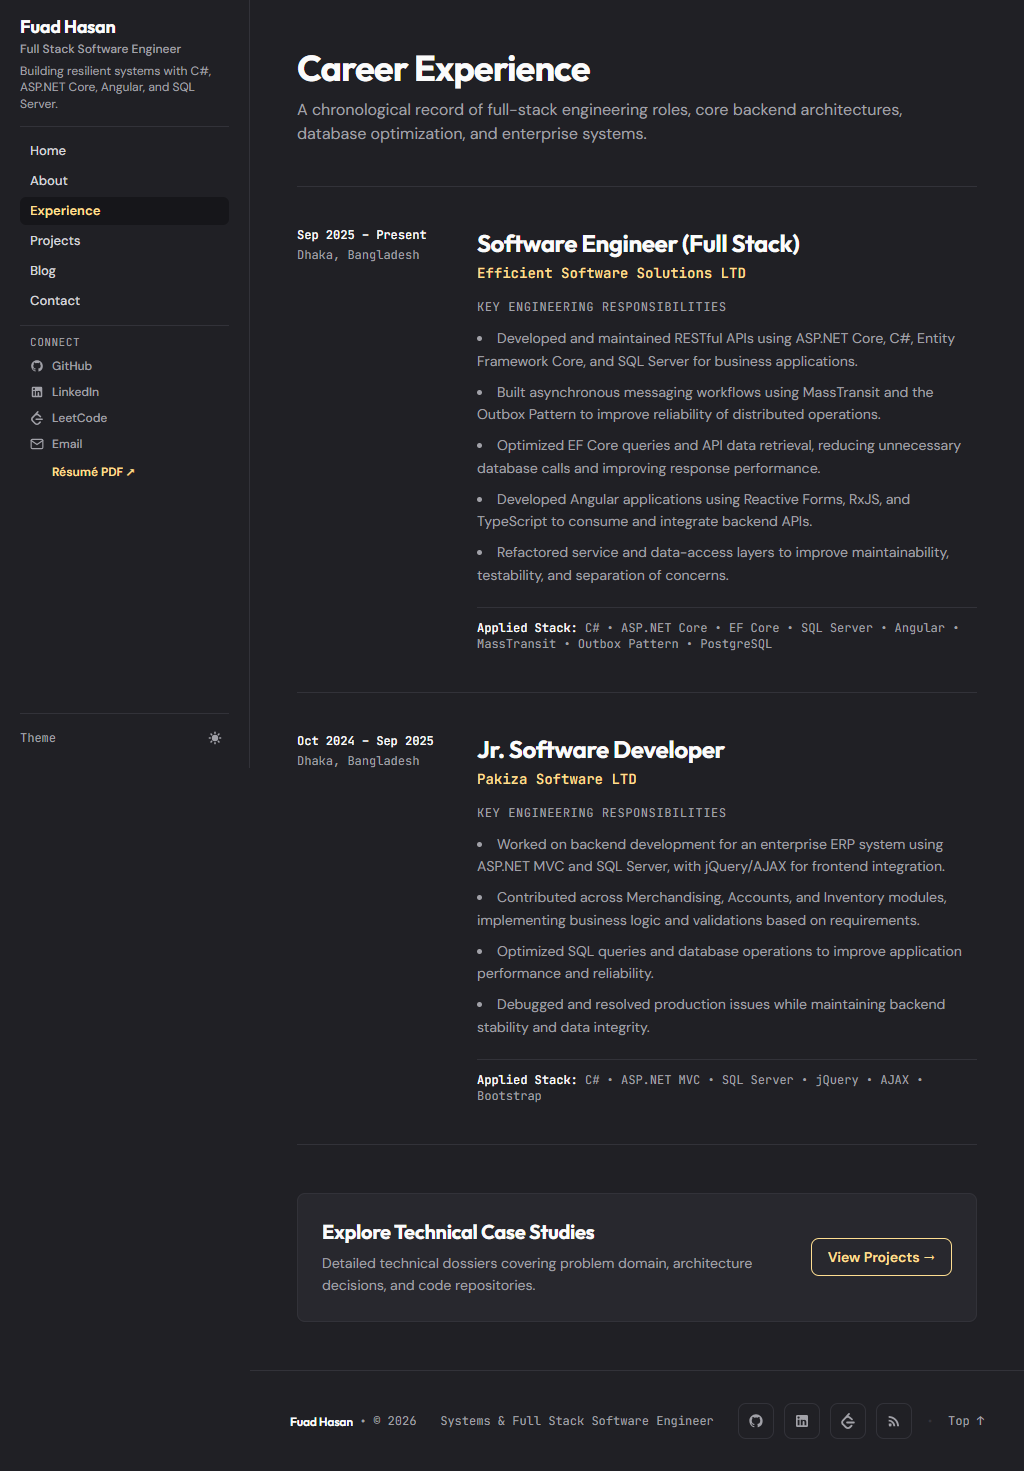 Fuad Hasan
Full Stack Software Engineer
Building resilient systems with C#,
ASP.NET Core, Angular, and SQL
Server.
Home
About
Experience
Projects
Blog
Contact
CONNECT
GitHub
LinkedIn
LeetCode
Email
Résumé PDF ↗
Theme
Career Experience
A chronological record of full-stack engineering roles, core backend architectures,
database optimization, and enterprise systems.
Sep 2025 – Present
Dhaka, Bangladesh
Software Engineer (Full Stack)
Efficient Software Solutions LTD
KEY ENGINEERING RESPONSIBILITIES
• Developed and maintained RESTful APIs using ASP.NET Core, C#, Entity
Framework Core, and SQL Server for business applications.
• Built asynchronous messaging workflows using MassTransit and the
Outbox Pattern to improve reliability of distributed operations.
• Optimized EF Core queries and API data retrieval, reducing unnecessary
database calls and improving response performance.
• Developed Angular applications using Reactive Forms, RxJS, and
TypeScript to consume and integrate backend APIs.
• Refactored service and data-access layers to improve maintainability,
testability, and separation of concerns.
Applied Stack: C# • ASP.NET Core • EF Core • SQL Server • Angular •
MassTransit • Outbox Pattern • PostgreSQL
Oct 2024 – Sep 2025
Dhaka, Bangladesh
Jr. Software Developer
Pakiza Software LTD
KEY ENGINEERING RESPONSIBILITIES
• Worked on backend development for an enterprise ERP system using
ASP.NET MVC and SQL Server, with jQuery/AJAX for frontend integration.
• Contributed across Merchandising, Accounts, and Inventory modules,
implementing business logic and validations based on requirements.
• Optimized SQL queries and database operations to improve application
performance and reliability.
• Debugged and resolved production issues while maintaining backend
stability and data integrity.
Applied Stack: C# • ASP.NET MVC • SQL Server • jQuery • AJAX •
Bootstrap
Explore Technical Case Studies
Detailed technical dossiers covering problem domain, architecture
decisions, and code repositories.
View Projects →
Fuad Hasan • © 2026 Systems & Full Stack Software Engineer · Top ↑